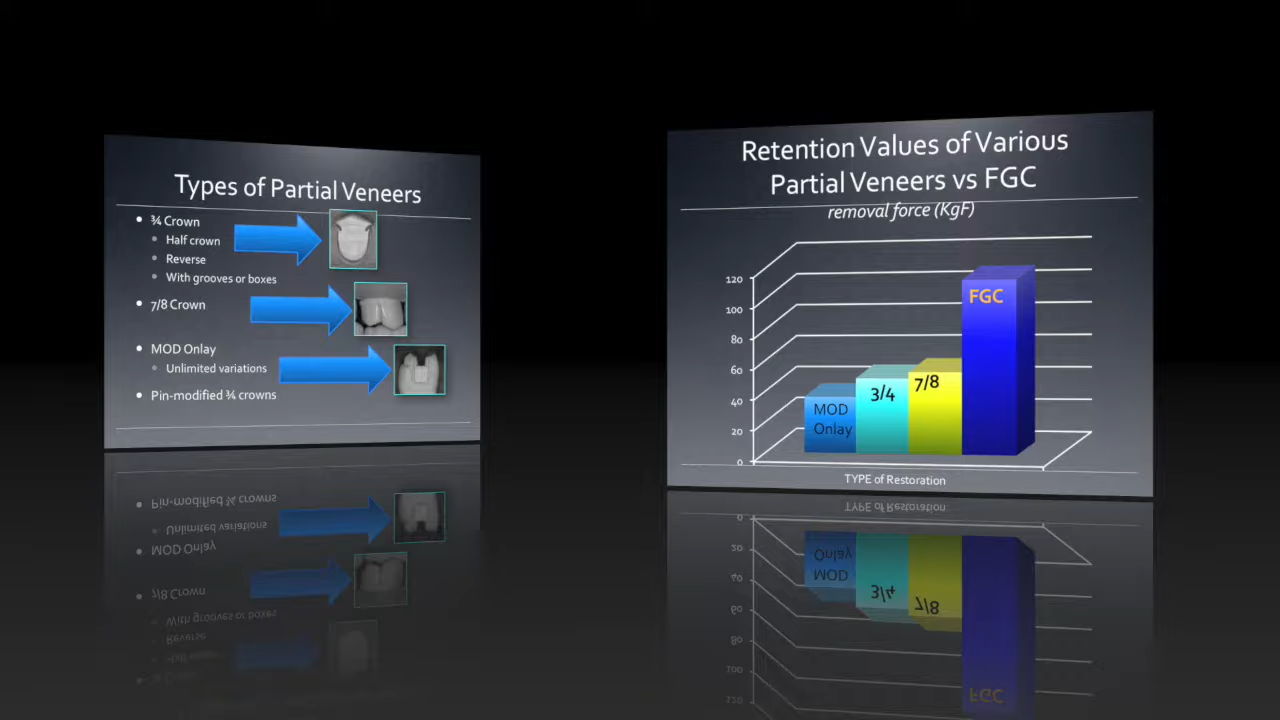 Types of Partial Veneers
¾ Crown
Half crown
Reverse
With grooves or boxes
7/8 Crown
MOD Onlay
Unlimited variations
Pin-modified ¾ crowns
Retention Values of Various
Partial Veneers vs FGC
removal force (KgF)
120
100
80
60
40
20
0
MOD
Onlay
3/4
7/8
FGC
TYPE of Restoration